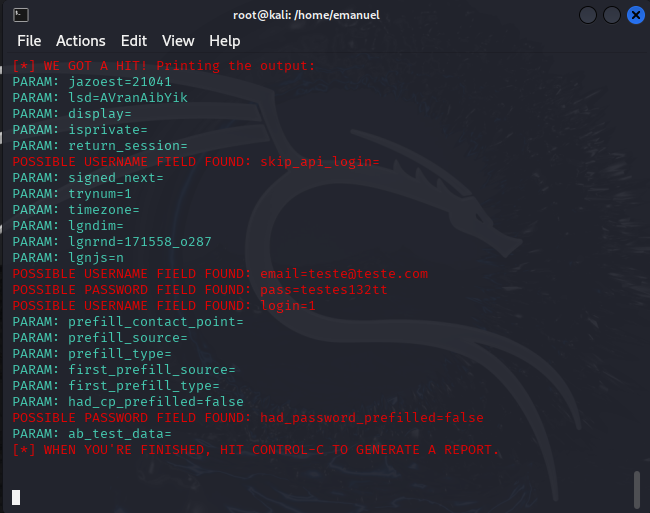 root@kali: /home/emanuel
File Actions Edit View Help
[*] WE GOT A HIT! Printing the output:
PARAM: jazoest=21041
PARAM: lsd=AVranAibYik
PARAM: display=
PARAM: isprivate=
PARAM: return_session=
POSSIBLE USERNAME FIELD FOUND: skip_api_login=
PARAM: signed_next=
PARAM: trynum=1
PARAM: timezone=
PARAM: lgndim=
PARAM: lgnrnd=171558_o287
PARAM: lgnjs=n
POSSIBLE USERNAME FIELD FOUND: email=teste@teste.com
POSSIBLE PASSWORD FIELD FOUND: pass=testes132tt
POSSIBLE USERNAME FIELD FOUND: login=1
PARAM: prefill_contact_point=
PARAM: prefill_source=
PARAM: prefill_type=
PARAM: first_prefill_source=
PARAM: first_prefill_type=
PARAM: had_cp_prefilled=false
POSSIBLE PASSWORD FIELD FOUND: had_password_prefilled=false
PARAM: ab_test_data=
[*] WHEN YOU'RE FINISHED, HIT CONTROL-C TO GENERATE A REPORT.